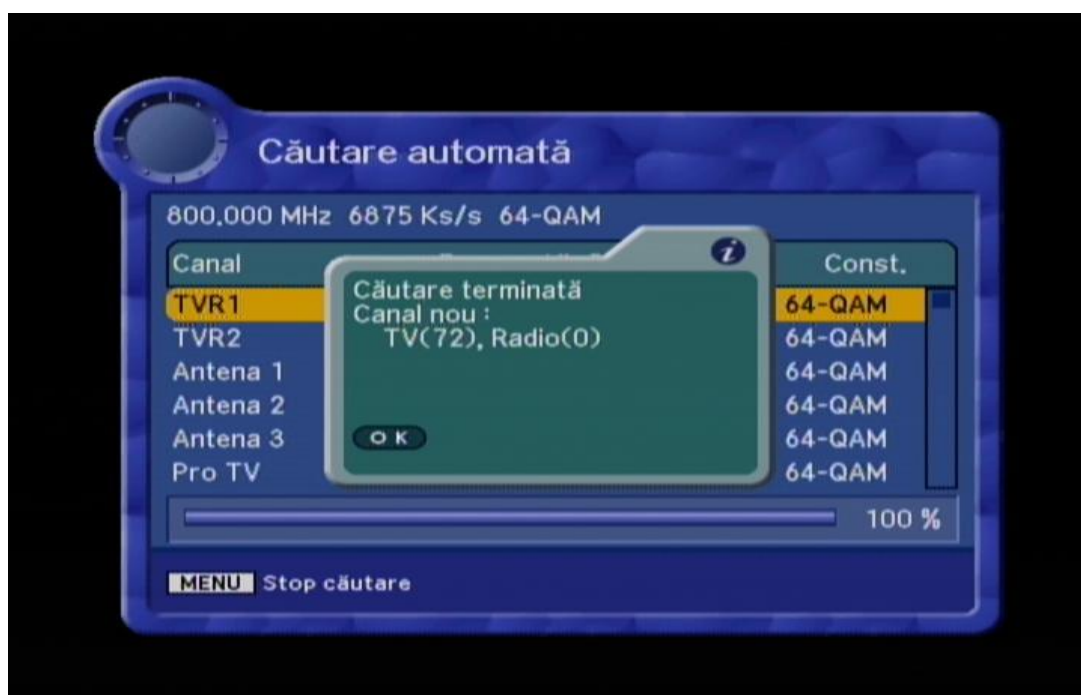 Căutare automată
800.000 MHz 6875 Ks/s 64-QAM
Canal Const.
TVR1 64-QAM
TVR2 64-QAM
Antena 1 64-QAM
Antena 2 64-QAM
Antena 3 64-QAM
Pro TV 64-QAM
i
Căutare terminată
Canal nou :
TV(72), Radio(0)
OK
100 %
MENU Stop căutare